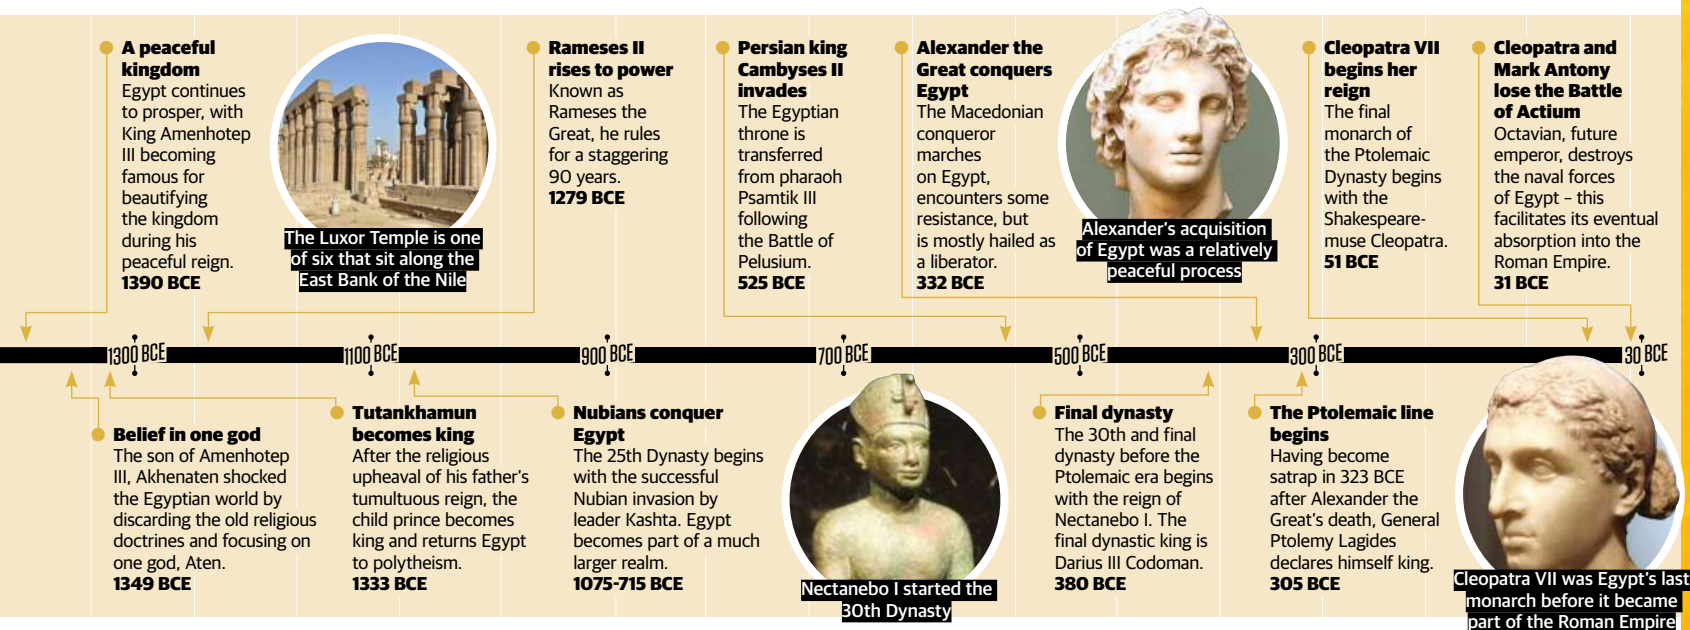 A peaceful
kingdom
Egypt continues
to prosper, with
King Amenhotep
III becoming
famous for
beautifying
the kingdom
during his
peaceful reign.
1390 BCE
The Luxor Temple is one
of six that sit along the
East Bank of the Nile
Rameses II
rises to power
Known as
Rameses the
Great, he rules
for a staggering
90 years.
1279 BCE
Persian king
Cambyses II
invades
The Egyptian
throne is
transferred
from pharaoh
Psamtik III
following
the Battle of
Pelusium.
525 BCE
Alexander the
Great conquers
Egypt
The Macedonian
conqueror
marches
on Egypt,
encounters some
resistance, but
is mostly hailed as
a liberator.
332 BCE
Alexander's acquisition
of Egypt was a relatively
peaceful process
Cleopatra VII
begins her
reign
The final
monarch of
the Ptolemaic
Dynasty begins
with the
Shakespeare-
muse Cleopatra.
51 BCE
Cleopatra and
Mark Antony
lose the Battle
of Actium
Octavian, future
emperor, destroys
the naval forces
of Egypt – this
facilitates its eventual
absorption into the
Roman Empire.
31 BCE
1300 BCE
1100 BCE
900 BCE
700 BCE
500 BCE
300 BCE
30 BCE
Belief in one god
The son of Amenhotep
III, Akhenaten shocked
the Egyptian world by
discarding the old religious
doctrines and focusing on
one god, Aten.
1349 BCE
Tutankhamun
becomes king
After the religious
upheaval of his father's
tumultuous reign, the
child prince becomes
king and returns Egypt
to polytheism.
1333 BCE
Nubians conquer
Egypt
The 25th Dynasty begins
with the successful
Nubian invasion by
leader Kashta. Egypt
becomes part of a much
larger realm.
1075-715 BCE
Nectanebo I started the
30th Dynasty
Final dynasty
The 30th and final
dynasty before the
Ptolemaic era begins
with the reign of
Nectanebo I. The
final dynastic king is
Darius III Codoman.
380 BCE
The Ptolemaic line
begins
Having become
satrap in 323 BCE
after Alexander the
Great's death, General
Ptolemy Lagides
declares himself king.
305 BCE
Cleopatra VII was Egypt's last
monarch before it became
part of the Roman Empire